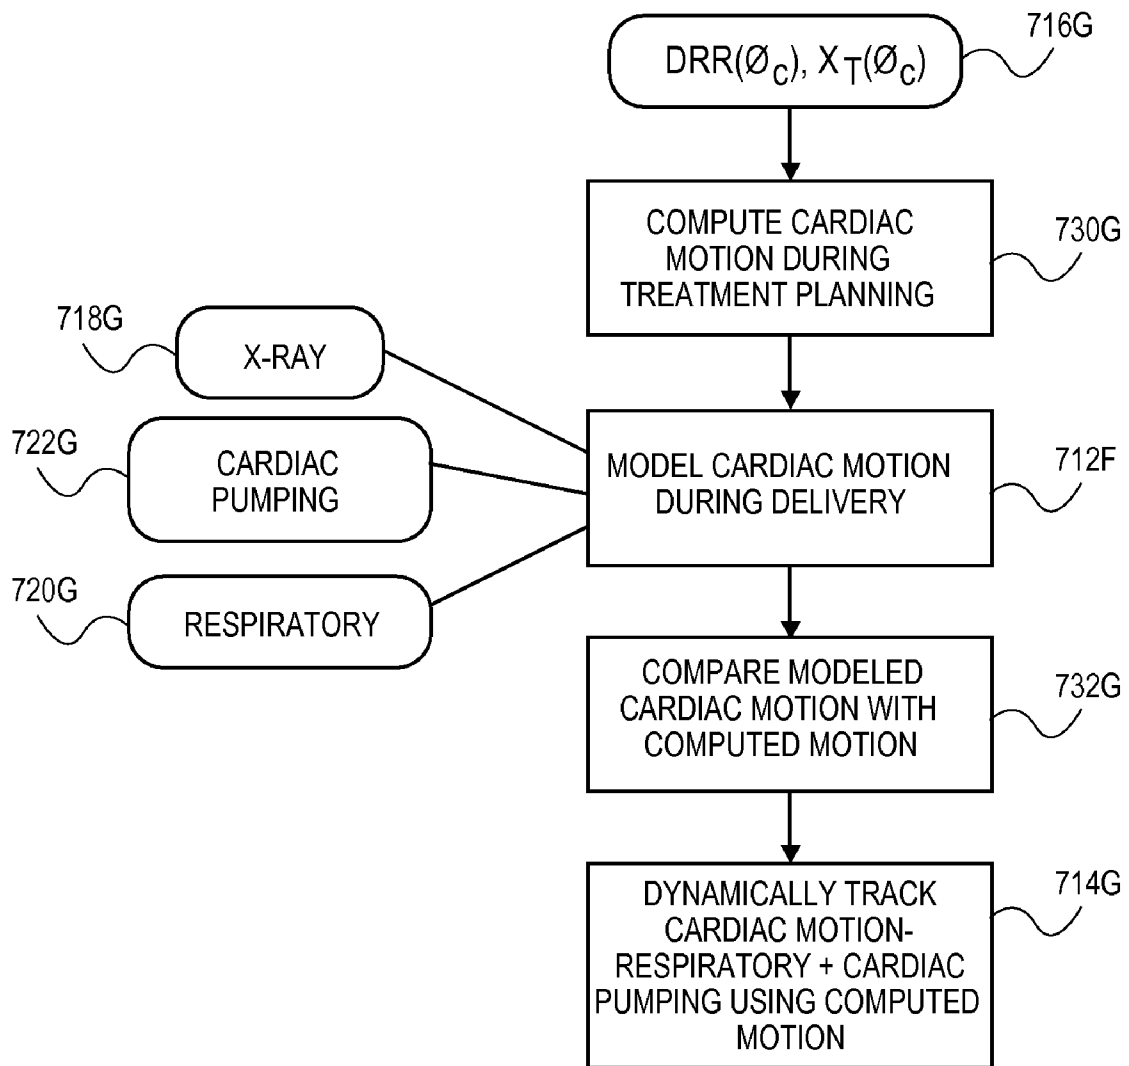 716G
DRR(Ø_C), X_T(Ø_C)
COMPUTE CARDIAC
MOTION DURING
TREATMENT PLANNING
730G
718G
X-RAY
722G
CARDIAC
PUMPING
MODEL CARDIAC MOTION
DURING DELIVERY
712F
720G
RESPIRATORY
COMPARE MODELED
CARDIAC MOTION WITH
COMPUTED MOTION
732G
DYNAMICALLY TRACK
CARDIAC MOTION-
RESPIRATORY + CARDIAC
PUMPING USING COMPUTED
MOTION
714G